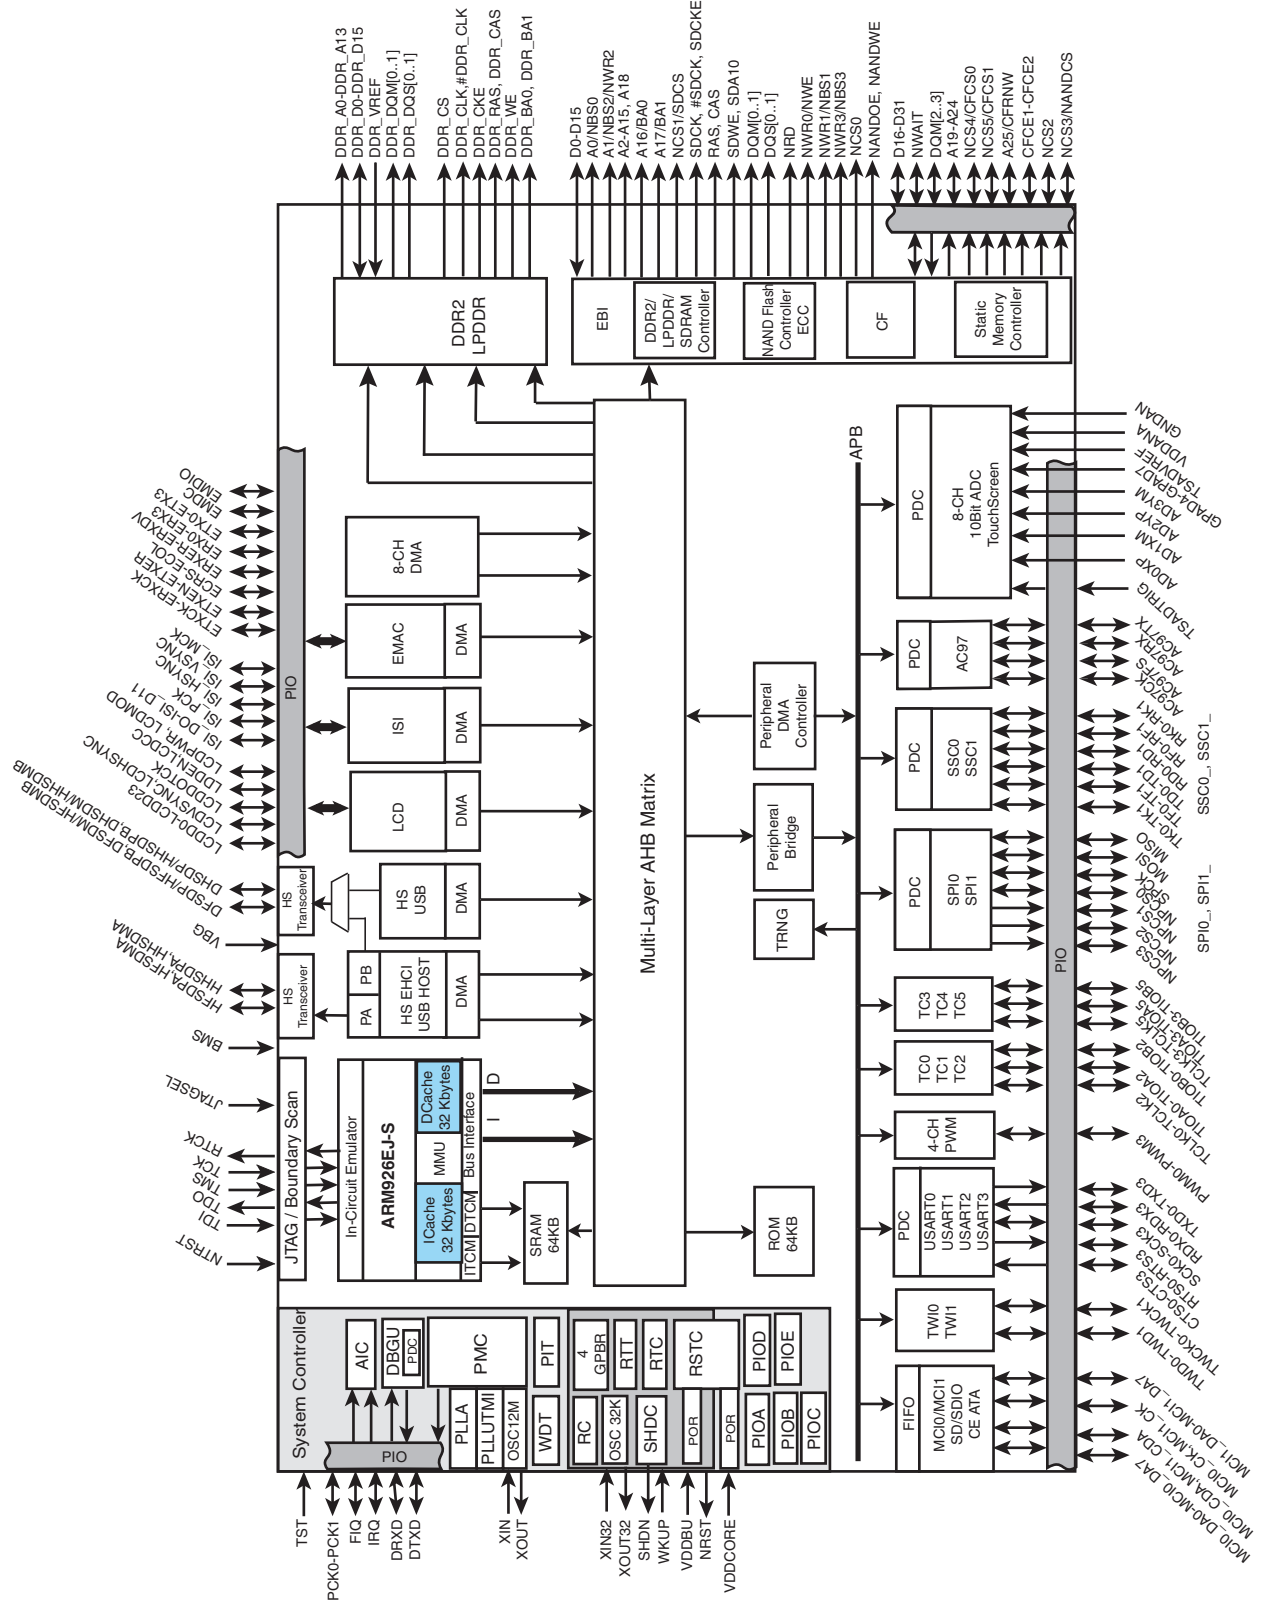 DDR_A0-DDR_A13
DDR_D0-DDR_D15
DDR_VREF
DDR_DQM[0..1]
DDR_DQS[0..1]
DDR_CS
DDR_CLK,#DDR_CLK
DDR_CKE
DDR_RAS, DDR_CAS
DDR_WE
DDR_BA0, DDR_BA1
D0-D15
A0/NBS0
A1/NBS2/NWR2
A2-A15, A18
A16/BA0
A17/BA1
NCS1/SDCS
SDCK, #SDCK, SDCKE
RAS, CAS
SDWE, SDA10
DQM[0..1]
DQS[0..1]
NRD
NWR0/NWE
NWR1/NBS1
NWR3/NBS3
NCS0
NANDOE, NANDWE
D16-D31
NWAIT
DQM[2..3]
A19-A24
NCS4/CFCS0
NCS5/CFCS1
A25/CFRNW
CFCE1-CFCE2
NCS2
NCS3/NANDCS
DDR2
LPDDR
EBI
DDR2/
LPDDR/
SDRAM
Controller
NAND Flash
Controller
ECC
CF
Static
Memory
Controller
EMDIO
EMDC
ETX0-ETX3
ERX0-ERX3
ERXER-ERXDV
ECRS-ECOL
ETXEN-ETXER
ETXCK-ERXCK
ISI_MCK
ISI_VSYNC
ISI_HSYNC
ISI_PCK
ISI_DO-ISI_D11
LCDPWR, LCDMOD
LDDEN,LCDCC
LCDDOTCK
LCDVSYNC,LCDHSYNC
LCDD0-LCDD23
DHSDP/HHSDPB,DHSDM/HHSDMB
DFSDP/HFSDPB,DFSDM/HFSDMB
VBG
HHSDPA,HHSDMA
HFSDPA,HFSDMA
BMS
JTAGSEL
RTCK
TCK
TMS
TDO
TDI
NTRST
PIO
HS
Transceiver
HS
Transceiver
JTAG / Boundary Scan
8-CH
DMA
EMAC
DMA
ISI
DMA
LCD
DMA
HS
USB
DMA
PB
PA
HS EHCI
USB HOST
DMA
In-Circuit Emulator
ARM926EJ-S
DCache
32 Kbytes
MMU
ICache
32 Kbytes
Bus Interface
ITCM
DTCM
D
I
SRAM
64KB
Multi-Layer AHB Matrix
Peripheral
DMA
Controller
Peripheral
Bridge
TRNG
ROM
64KB
APB
PDC
8-CH
10Bit ADC
TouchScreen
PDC
AC97
PDC
SSC0
SSC1
PDC
SPI0
SPI1
TC3
TC4
TC5
TC0
TC1
TC2
4-CH
PWM
PDC
USART0
USART1
USART2
USART3
TWI0
TWI1
FIFO
MCI0/MCI1
SD/SDIO
CE ATA
PIO
GNDAN
VDDANA
TSADVREF
GPAD4-GPAD7
AD3YM
AD2YP
AD1XM
AD0XP
TSADTRIG
AC97TX
AC97RX
AC97FS
AC97CK
RK0-RK1
RF0-RF1
RD0-RD1
TD0-TD1
TF0-TF1
TK0-TK1
SSC0_, SSC1_
MISO
MOSI
SPCK
NPCS0
NPCS1
NPCS2
NPCS3
SPI0_, SPI1_
TIOB3-TIOB5
TIOA3-TIOA5
TCLK3-TCLK5
TIOB0-TIOB2
TIOA0-TIOA2
TCLK0-TCLK2
PWM0-PWM3
TXD0-TXD3
RDX0-RDX3
SCK0-SCK3
RTS0-RTS3
CTS0-CTS3
TWCK0-TWCK1
TWD0-TWD1
MCI1_DA0-MCI1_DA7
MCI0_CK,MCI1_CK
MCI0_CDA,MCI1_CDA
MCI0_DA0-MCI0_DA7
System Controller
AIC
DBGU
PDC
PIO
PMC
PLLA
PLLUTMI
OSC12M
PIT
WDT
4
GPBR
RTT
RTC
RSTC
RC
OSC 32K
SHDC
POR
POR
PIOD
PIOE
PIOA
PIOB
PIOC
TST
PCK0-PCK1
FIQ
IRQ
DRXD
DTXD
XIN
XOUT
XIN32
XOUT32
SHDN
WKUP
VDDBU
NRST
VDDCORE